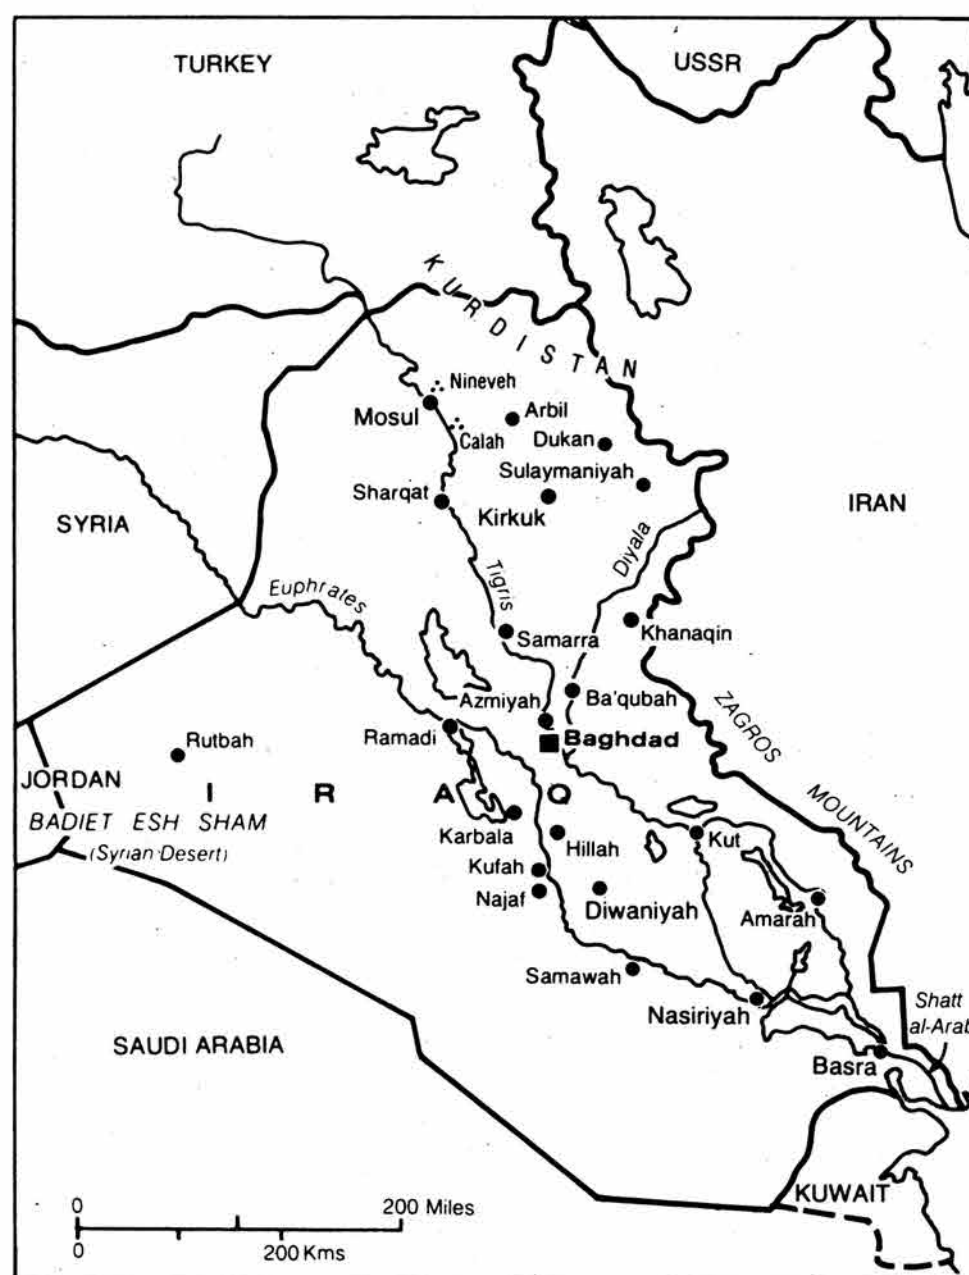 TURKEY
USSR
KURDISTAN
Nineveh
Mosul
Arbil
Calah
Dukan
Sulaymaniyah
Sharqat
Kirkuk
IRAN
SYRIA
Diyala
Tigris
Euphrates
Samarra
Khanaqin
Azmiyah
Ba'qubah
ZAGROS
MOUNTAINS
Ramadi
Baghdad
Rutbah
JORDAN
IRAQ
BADIET ESH SHAM
(Syrian Desert)
Karbala
Hillah
Kut
Kufah
Najaf
Diwaniyah
Amarah
Samawah
Nasiriyah
Shatt
al-Arab
SAUDI ARABIA
Basra
KUWAIT
0 200 Miles
0 200 Kms